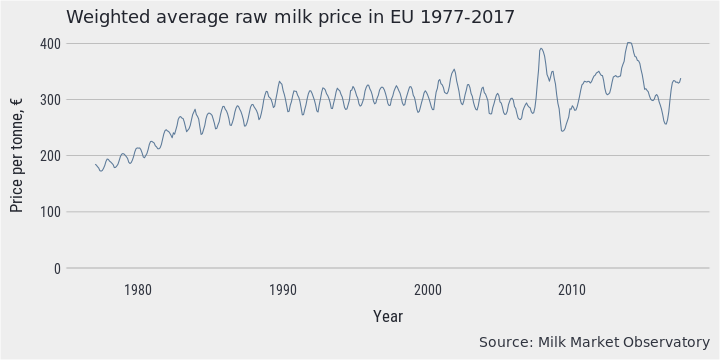 Weighted average raw milk price in EU 1977-2017
Price per tonne, €
400
300
200
100
0
1980 1990 2000 2010
Year
Source: Milk Market Observatory